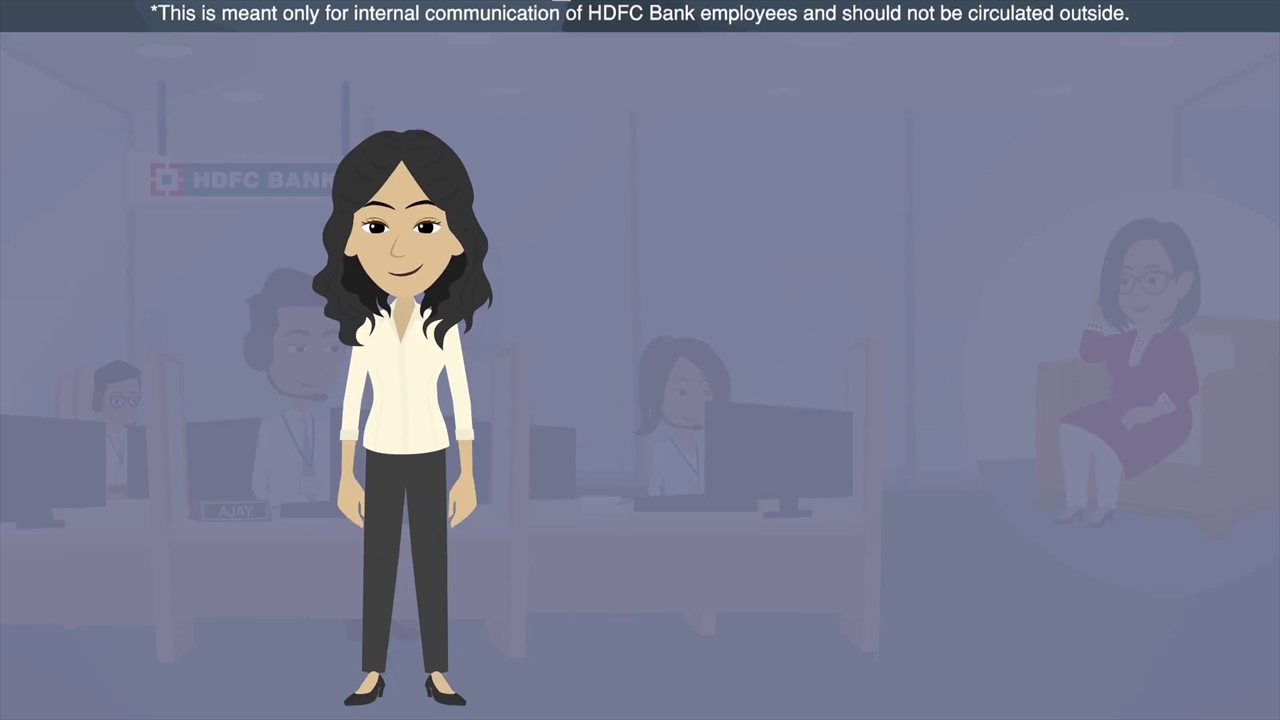 *This is meant only for internal communication of HDFC Bank employees and should not be circulated outside.
HDFC BANK
AJAY